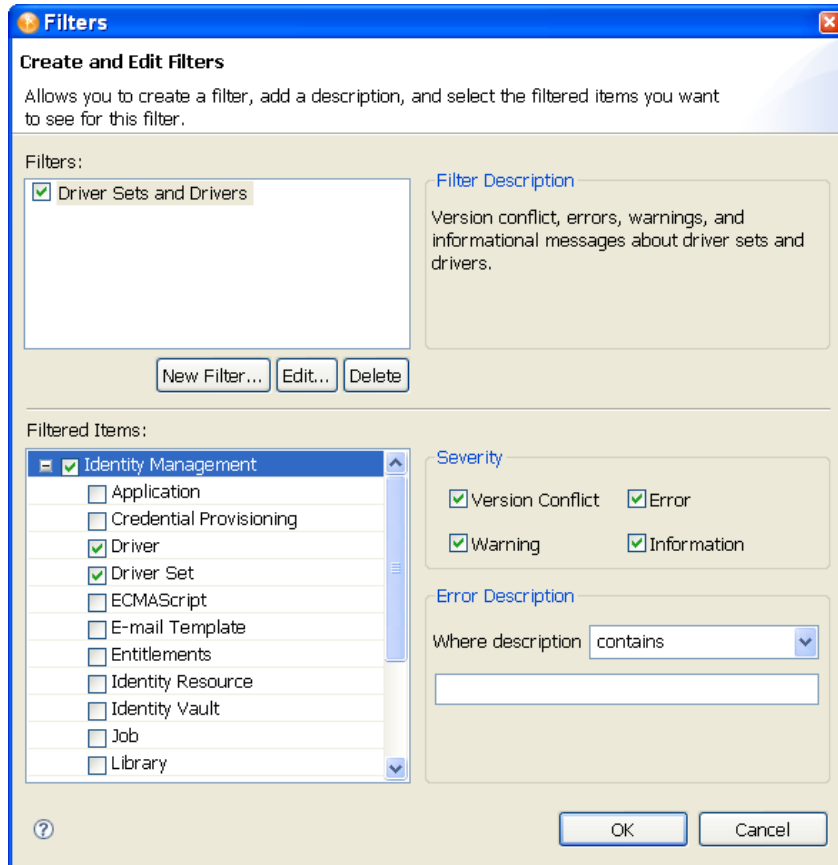 Filters
Create and Edit Filters
Allows you to create a filter, add a description, and select the filtered items you want
to see for this filter.
Filters:
Driver Sets and Drivers
New Filter...
Edit...
Delete
Filter Description
Version conflict, errors, warnings, and
informational messages about driver sets and
drivers.
Filtered Items:
Identity Management
Application
Credential Provisioning
Driver
Driver Set
ECMAScript
E-mail Template
Entitlements
Identity Resource
Identity Vault
Job
Library
Severity
Version Conflict
Error
Warning
Information
Error Description
Where description
contains
?
OK
Cancel